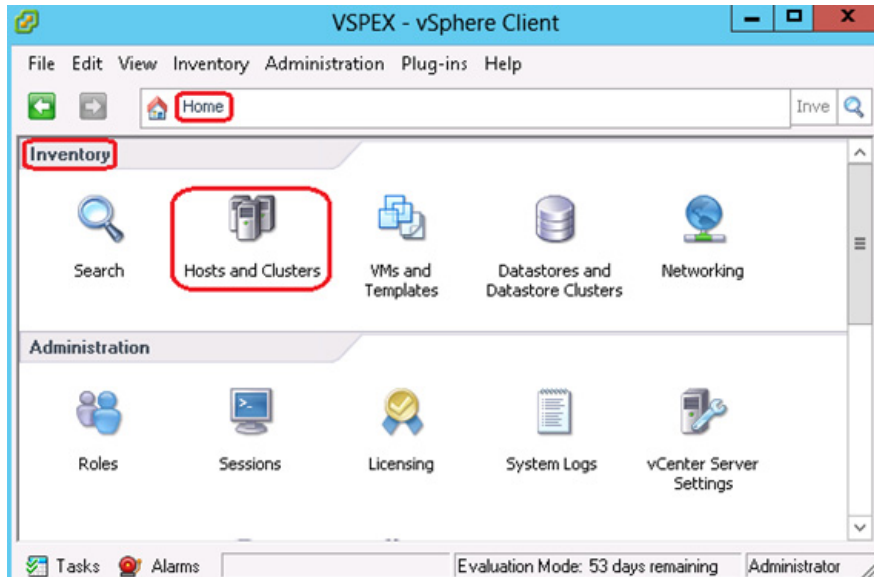 VSPEX - vSphere Client
File Edit View Inventory Administration Plug-ins Help
Home
Inve
Inventory
Search
Hosts and Clusters
VMs and
Templates
Datastores and
Datastore Clusters
Networking
Administration
Roles
Sessions
Licensing
System Logs
vCenter Server
Settings
Tasks Alarms Evaluation Mode: 53 days remaining Administrator